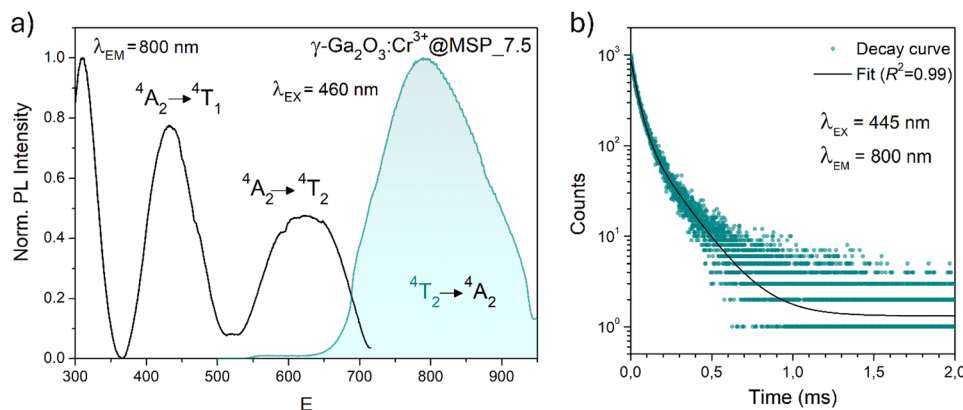 a)
λEM = 800 nm
γ-Ga2O3:Cr3+@MSP_7.5
λEX = 460 nm
4A2→4T1
4A2→4T2
4T2→4A2
Norm. PL Intensity
1.0
0.8
0.6
0.4
0.2
0.0
300 400 500 600 700 800 900
E
b)
Decay curve
Fit (R2=0.99)
λEX = 445 nm
λEM = 800 nm
Counts
103
102
101
100
0,0 0,5 1,0 1,5 2,0
Time (ms)